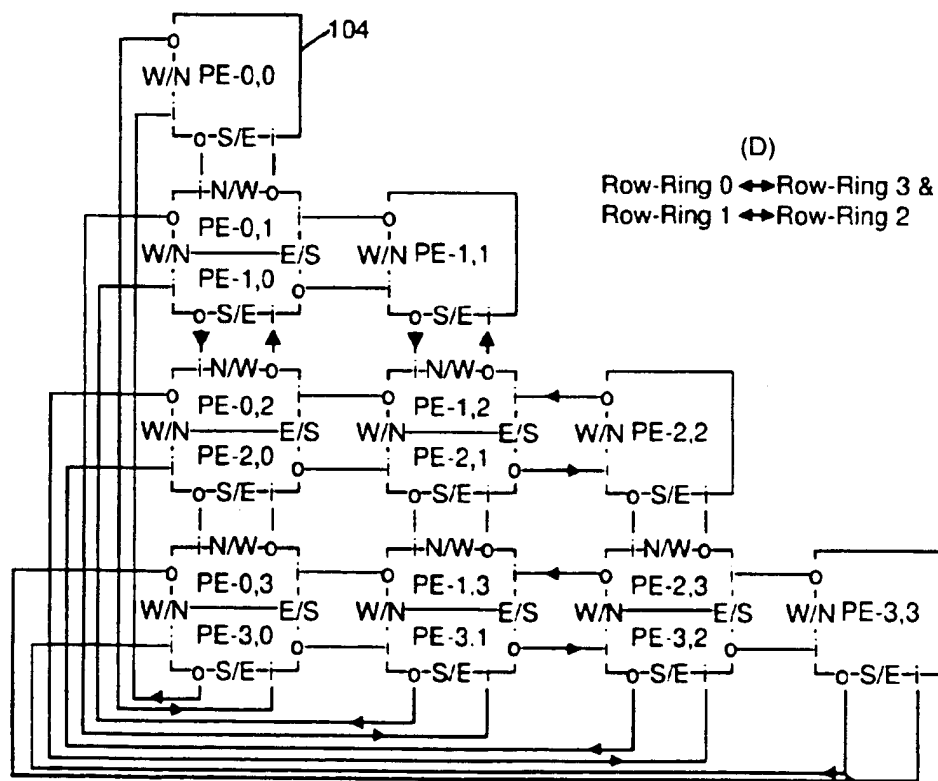 104
o
W/N PE-0,0
o-S/E-i
(D)
Row-Ring 0 ↔ Row-Ring 3 &
Row-Ring 1 ↔ Row-Ring 2
i-N/W-o
o PE-0,1 o
W/N E/S W/N PE-1,1
PE-1,0 o
o-S/E-i o-S/E-i
i-N/W-o i-N/W-o
o PE-0,2 o PE-1,2 o
W/N E/S W/N E/S W/N PE-2,2
PE-2,0 o PE-2,1 o
o-S/E-i o-S/E-i o-S/E-i
i-N/W-o i-N/W-o i-N/W-o
o PE-0,3 o PE-1,3 o PE-2,3 o
W/N E/S W/N E/S W/N E/S W/N PE-3,3
PE-3,0 o PE-3.1 o PE-3,2 o
o-S/E-i o-S/E-i o-S/E-i o-S/E-i